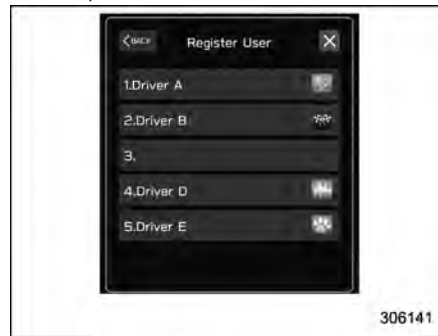 BACK Register User
1.Driver A
2.Driver B
3.
4.Driver D
5.Driver E
306141